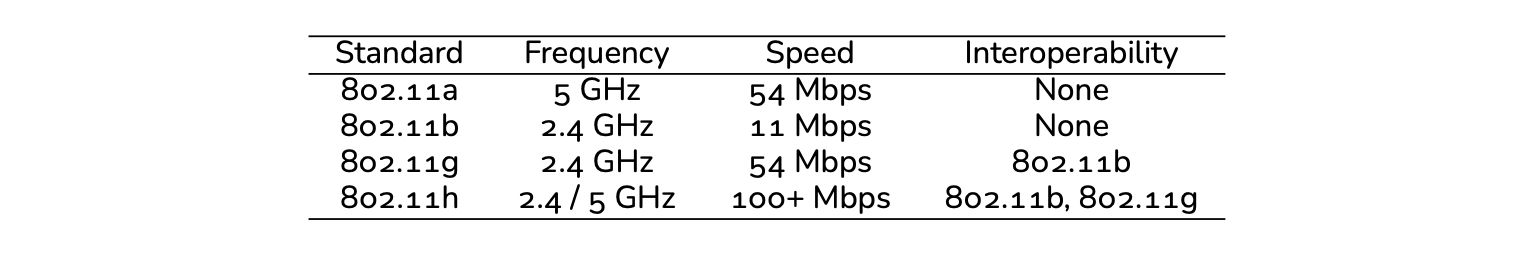 Standard Frequency Speed Interoperability
802.11a 5 GHz 54 Mbps None
802.11b 2.4 GHz 11 Mbps None
802.11g 2.4 GHz 54 Mbps 802.11b
802.11h 2.4 / 5 GHz 100+ Mbps 802.11b, 802.11g